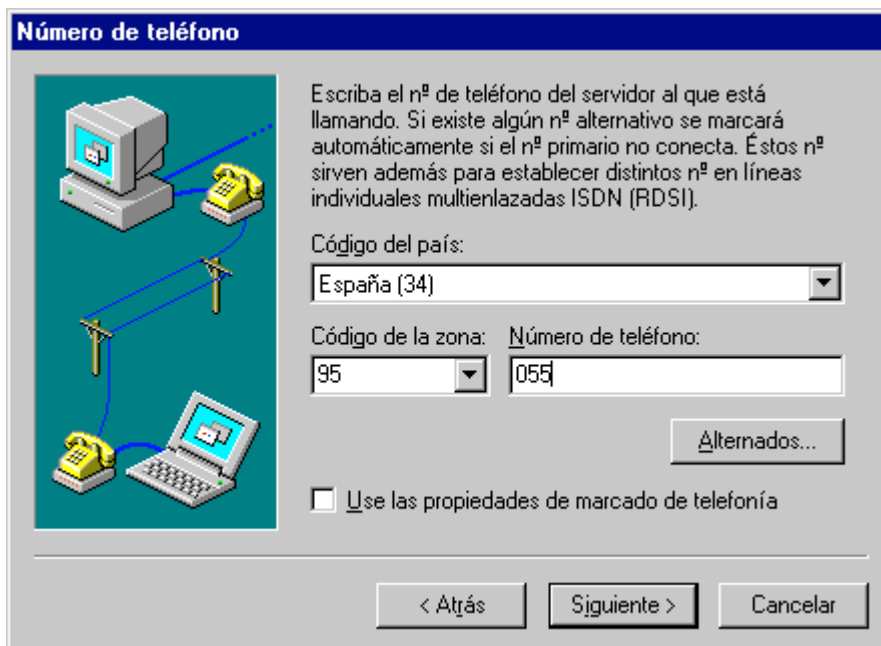 Número de teléfono
Escriba el nº de teléfono del servidor al que está
llamando. Si existe algún nº alternativo se marcará
automáticamente si el nº primario no conecta. Éstos nº
sirven además para establecer distintos nº en líneas
individuales multienlazadas ISDN (RDSI).
Código del país:
España (34)
Código de la zona: Número de teléfono:
95 055
Alternados...
Use las propiedades de marcado de telefonía
< Atrás Siguiente > Cancelar